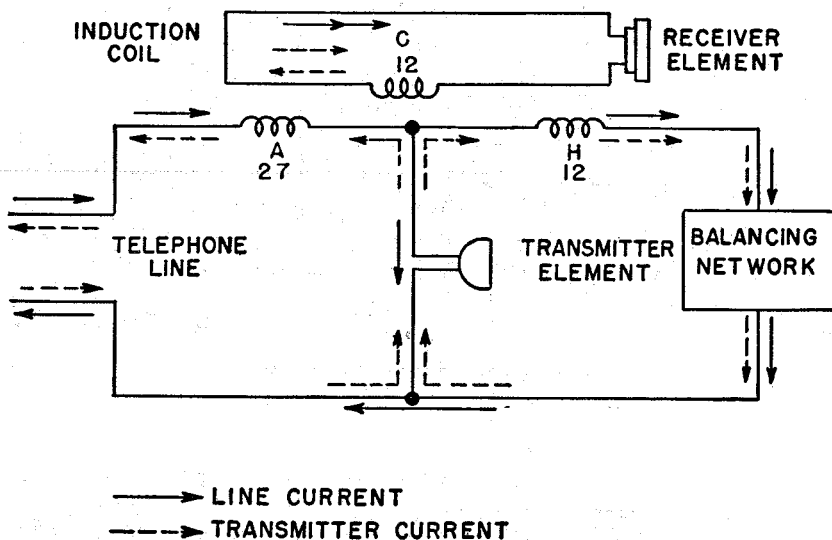 INDUCTION
COIL
C
12
RECEIVER
ELEMENT
A
27
H
12
TELEPHONE
LINE
TRANSMITTER
ELEMENT
BALANCING
NETWORK
LINE CURRENT
TRANSMITTER CURRENT